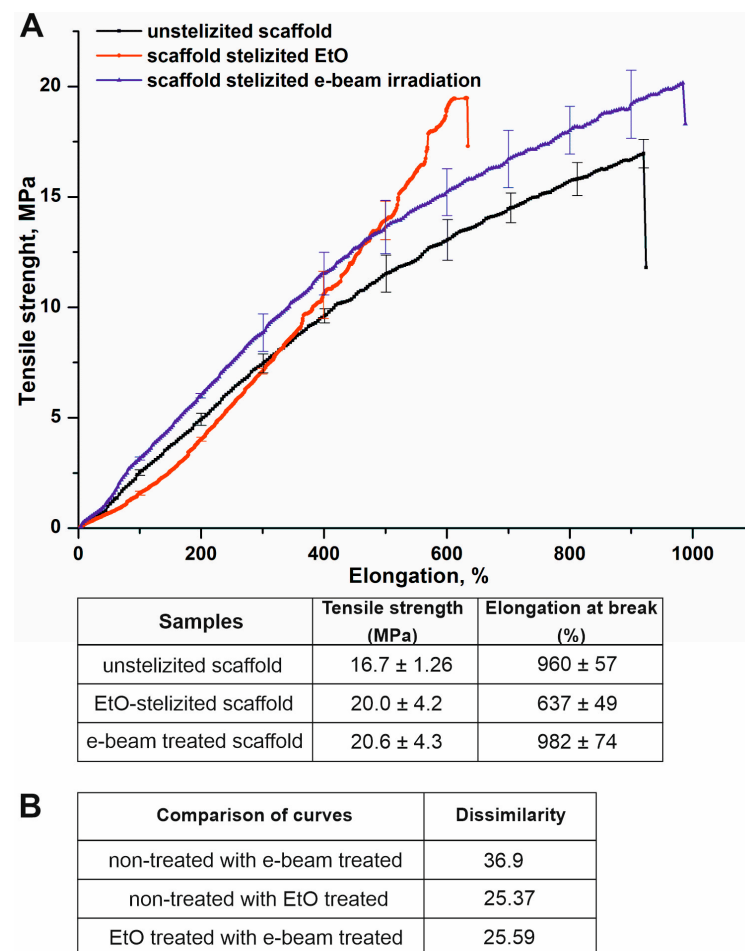 A
unstelizited scaffold
scaffold stelizited EtO
scaffold stelizited e-beam irradiation
20
15
10
5
0
Tensile strenght, MPa
0 200 400 600 800 1000
Elongation, %
Samples Tensile strength (MPa) Elongation at break (%)
unstelizited scaffold 16.7 ± 1.26 960 ± 57
EtO-stelizited scaffold 20.0 ± 4.2 637 ± 49
e-beam treated scaffold 20.6 ± 4.3 982 ± 74
B
Comparison of curves Dissimilarity
non-treated with e-beam treated 36.9
non-treated with EtO treated 25.37
EtO treated with e-beam treated 25.59